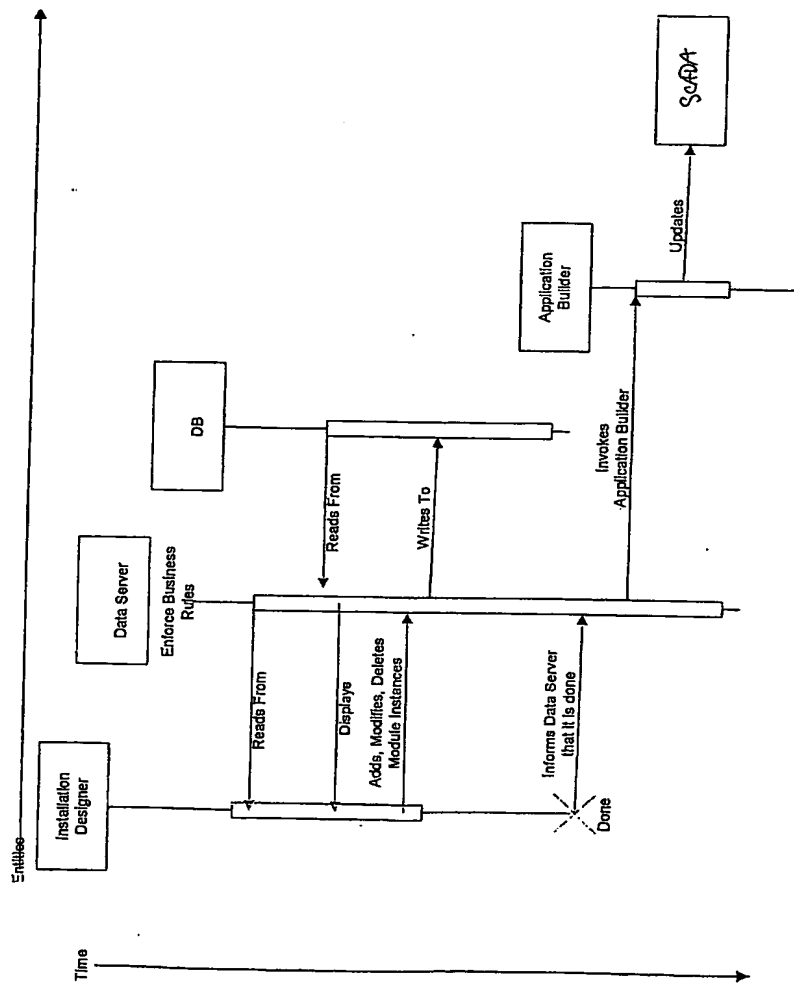 Entities
Time
Installation
Designer
Data Server
Enforce Business
Rules
DB
Application
Builder
SCADA
Reads From
Reads From
Displays
Adds, Modifies, Deletes
Module Instances
Writes To
Informs Data Server
that it is done
Done
Invokes
Application Builder
Updates